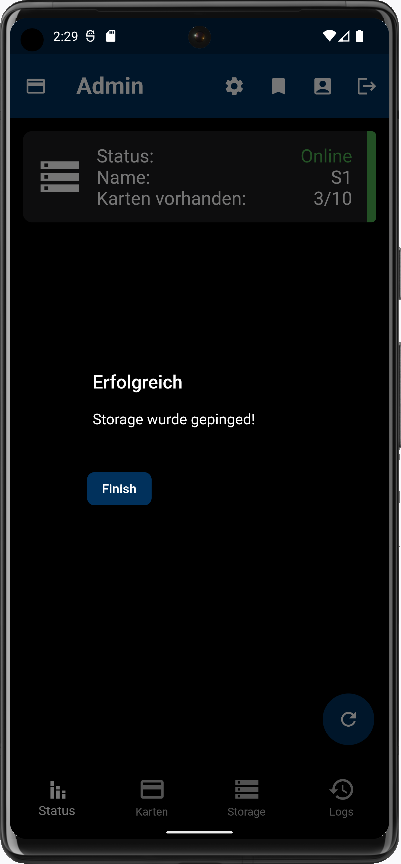 2:29
Admin
Status: Online
Name: S1
Karten vorhanden: 3/10
Erfolgreich
Storage wurde gepinged!
Finish
Status Karten Storage Logs